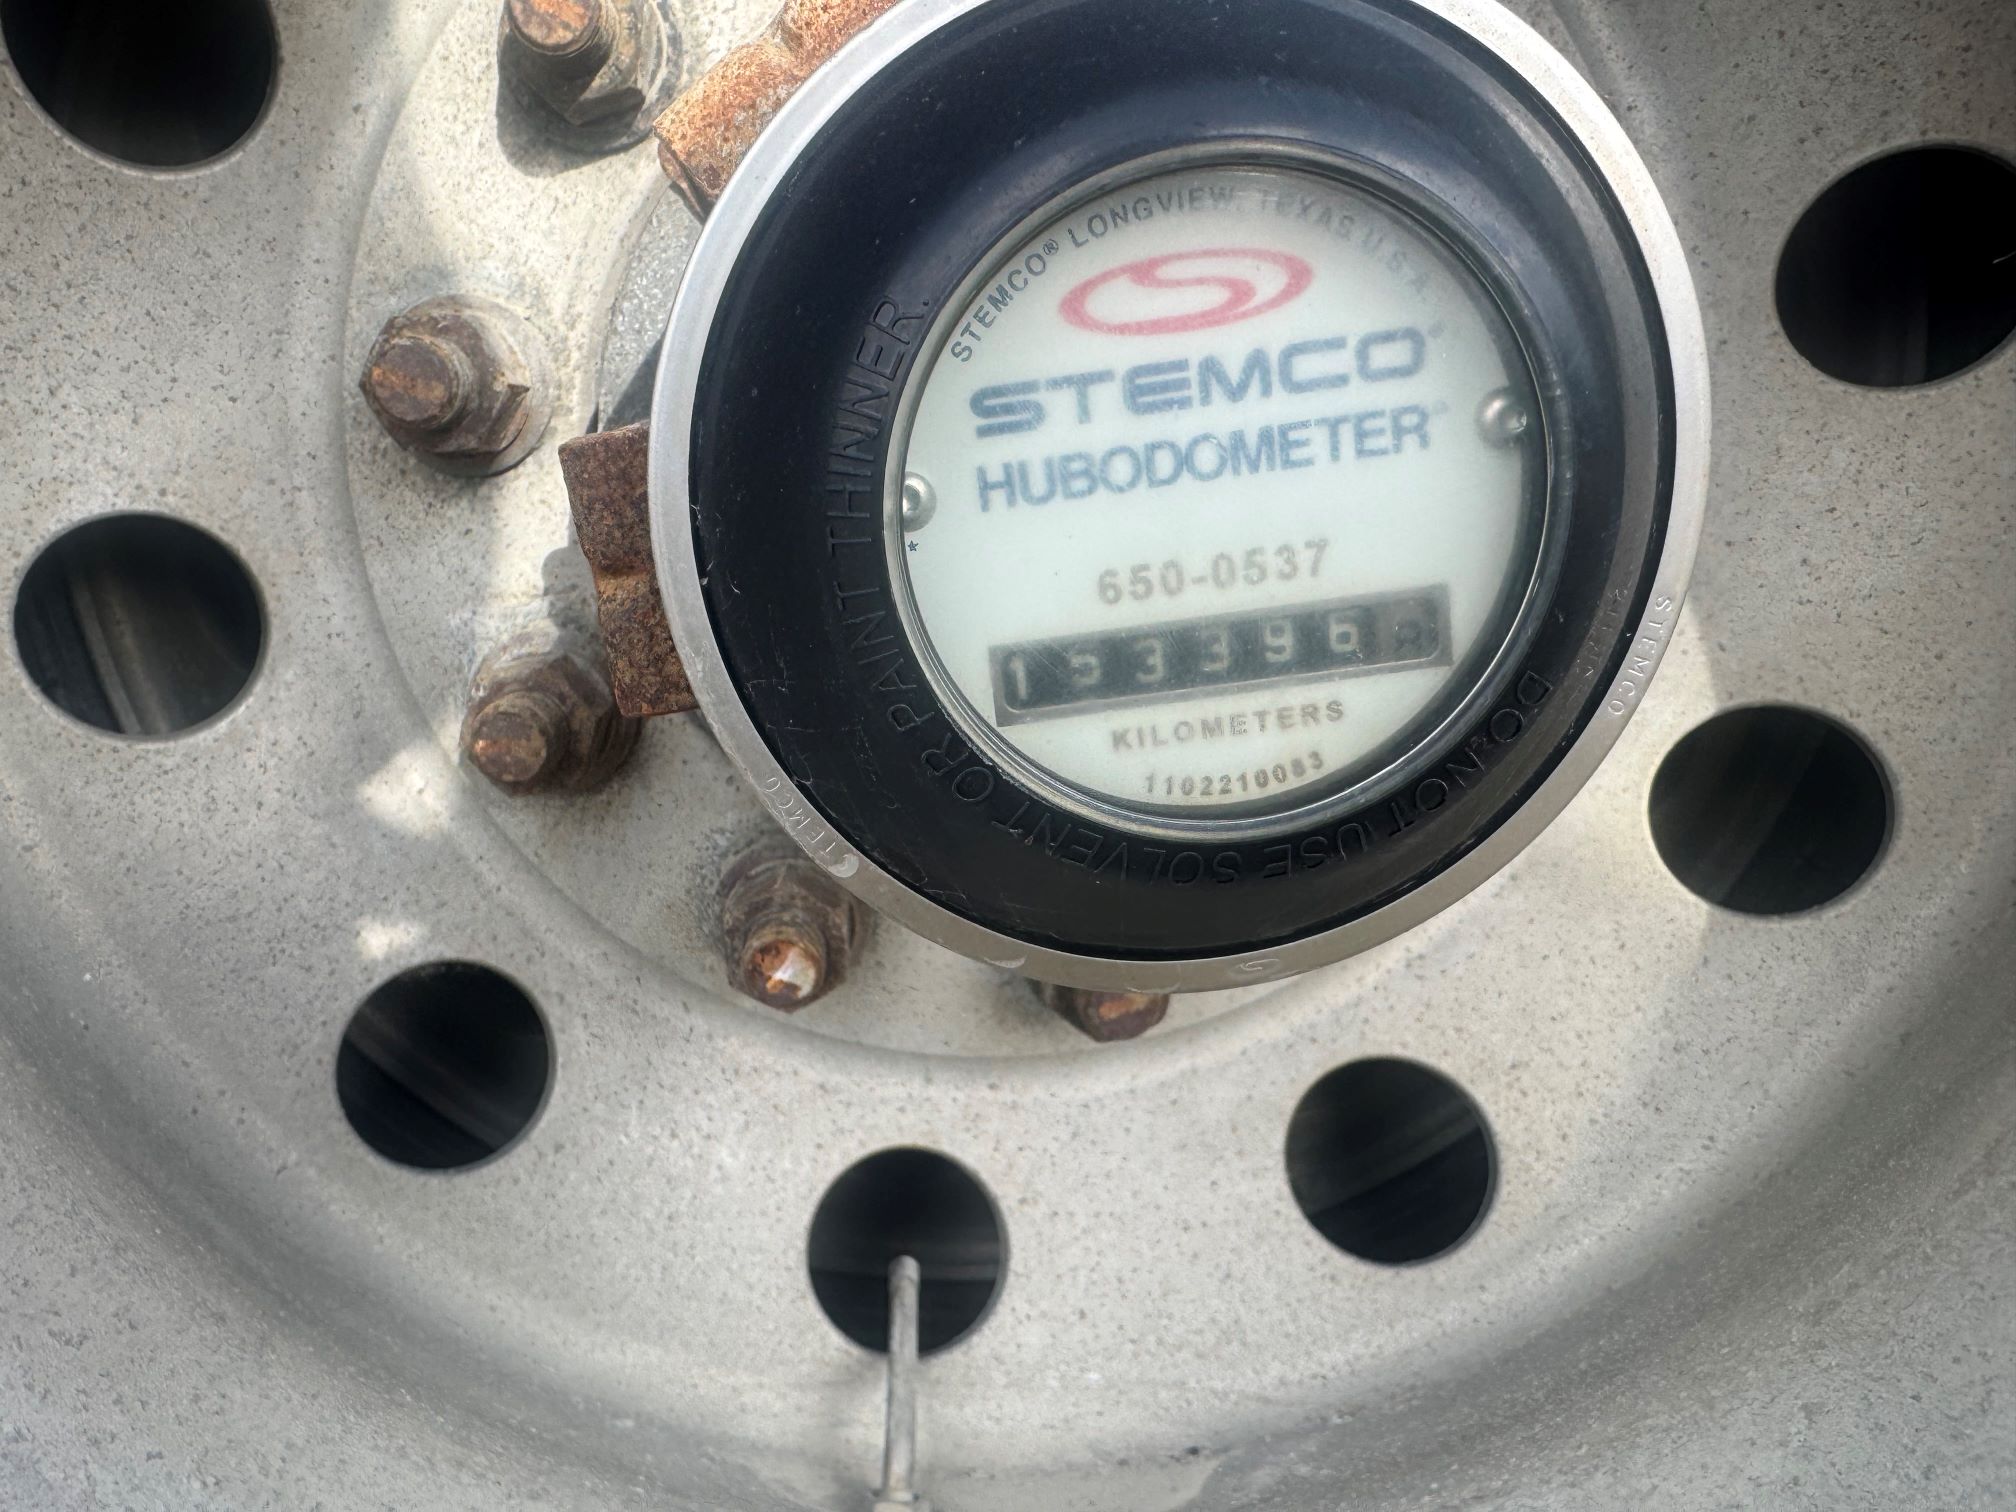 STEMCO® LONGVIEW, TEXAS U.S.A.
STEMCO
HUBODOMETER
650-0537
153396
KILOMETERS
1102210083
DO NOT USE SOLVENT OR PAINT THINNER.
STEMCO
STEMCO